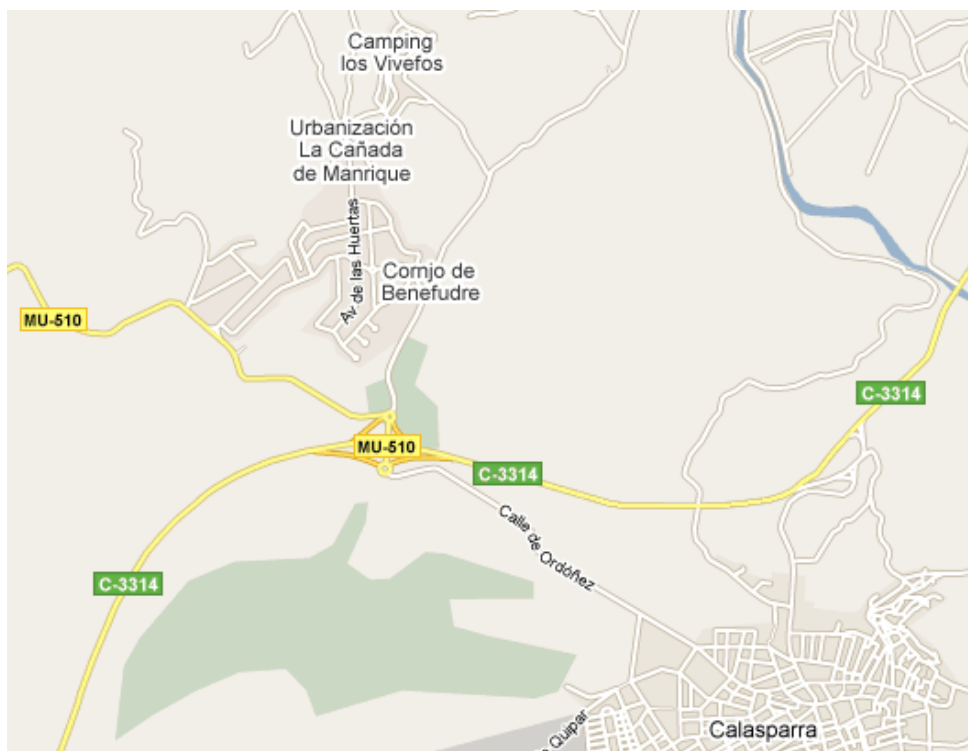 Camping
los Vivefos
Urbanización
La Cañada
de Manrique
Av. de las Huertas
Cornjo de
Benefudre
MU-510
C-3314
MU-510
C-3314
Calle de Ordóñez
C-3314
Quipar
Calasparra